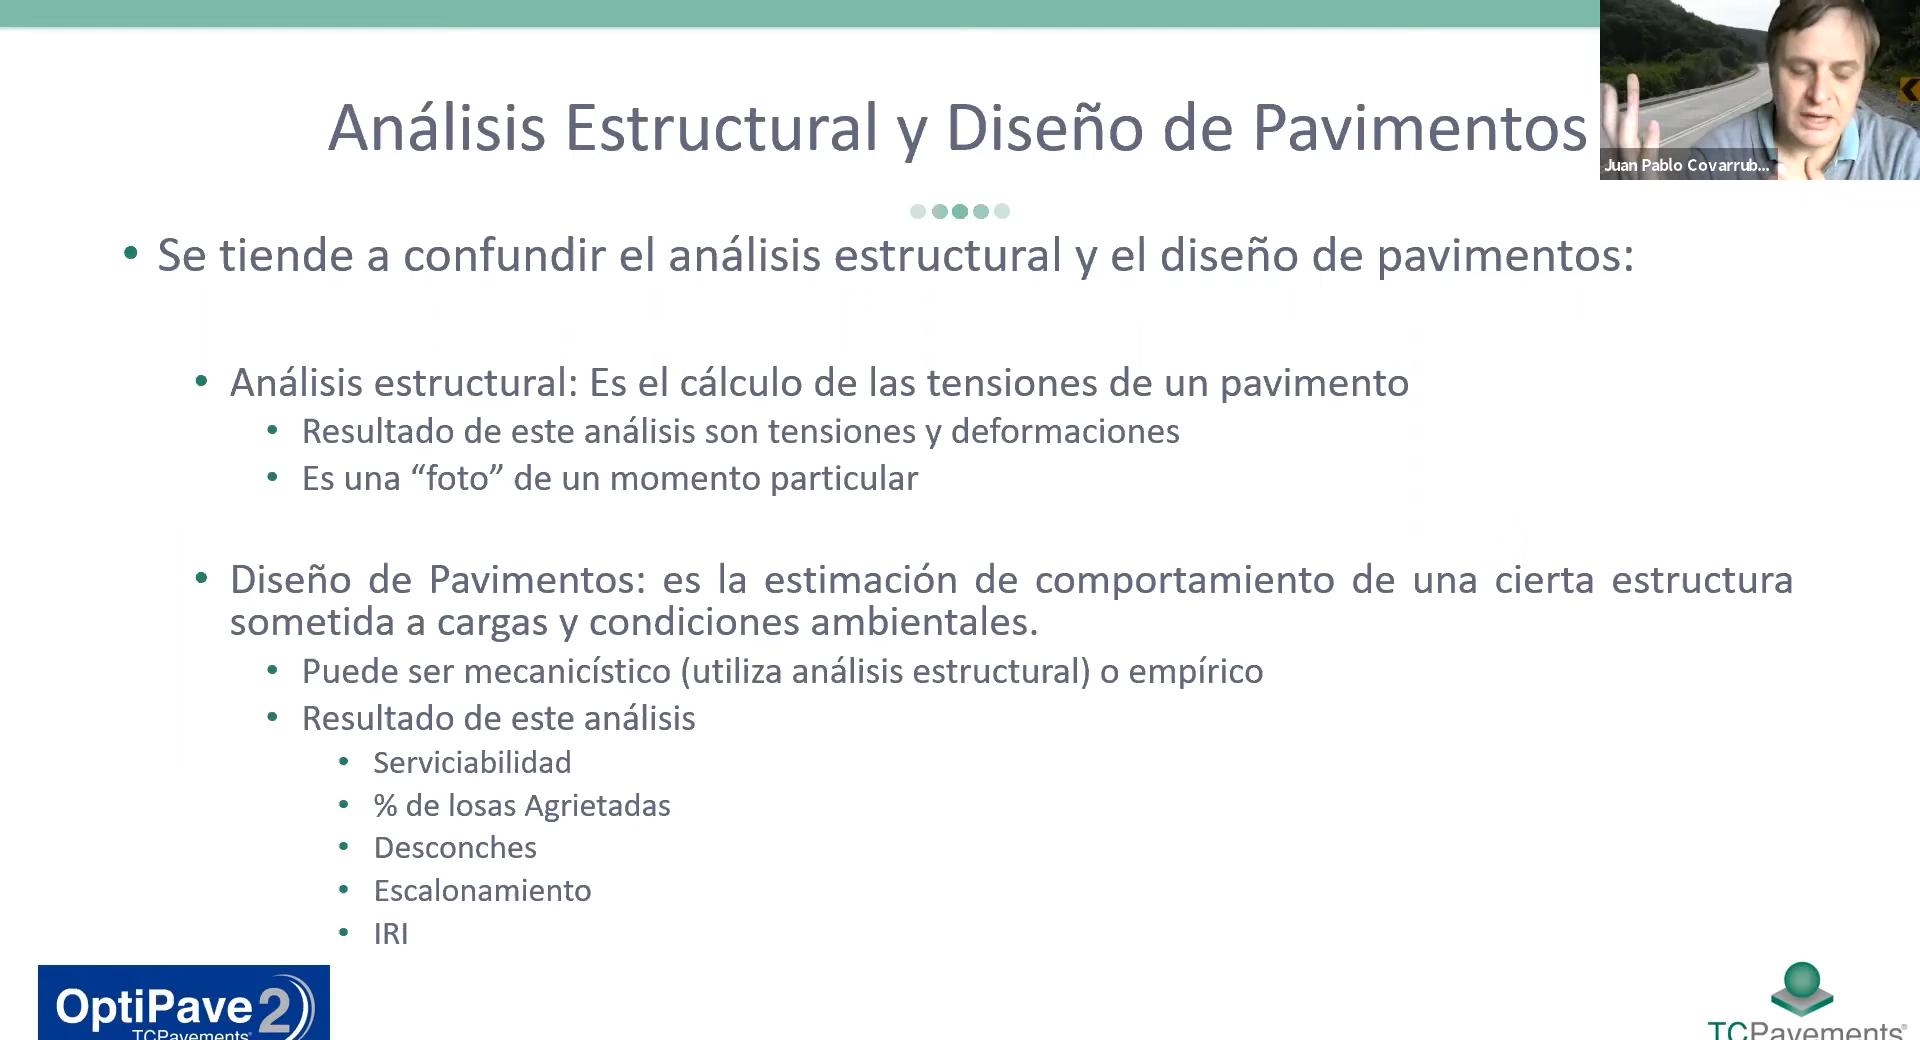 Análisis Estructural y Diseño de Pavimentos
Juan Pablo Covarrub...
• Se tiende a confundir el análisis estructural y el diseño de pavimentos:
• Análisis estructural: Es el cálculo de las tensiones de un pavimento
• Resultado de este análisis son tensiones y deformaciones
• Es una “foto” de un momento particular
• Diseño de Pavimentos: es la estimación de comportamiento de una cierta estructura
sometida a cargas y condiciones ambientales.
• Puede ser mecanicístico (utiliza análisis estructural) o empírico
• Resultado de este análisis
• Serviciabilidad
• % de losas Agrietadas
• Desconches
• Escalonamiento
• IRI
OptiPave 2
TCPavements®
TCPavements®